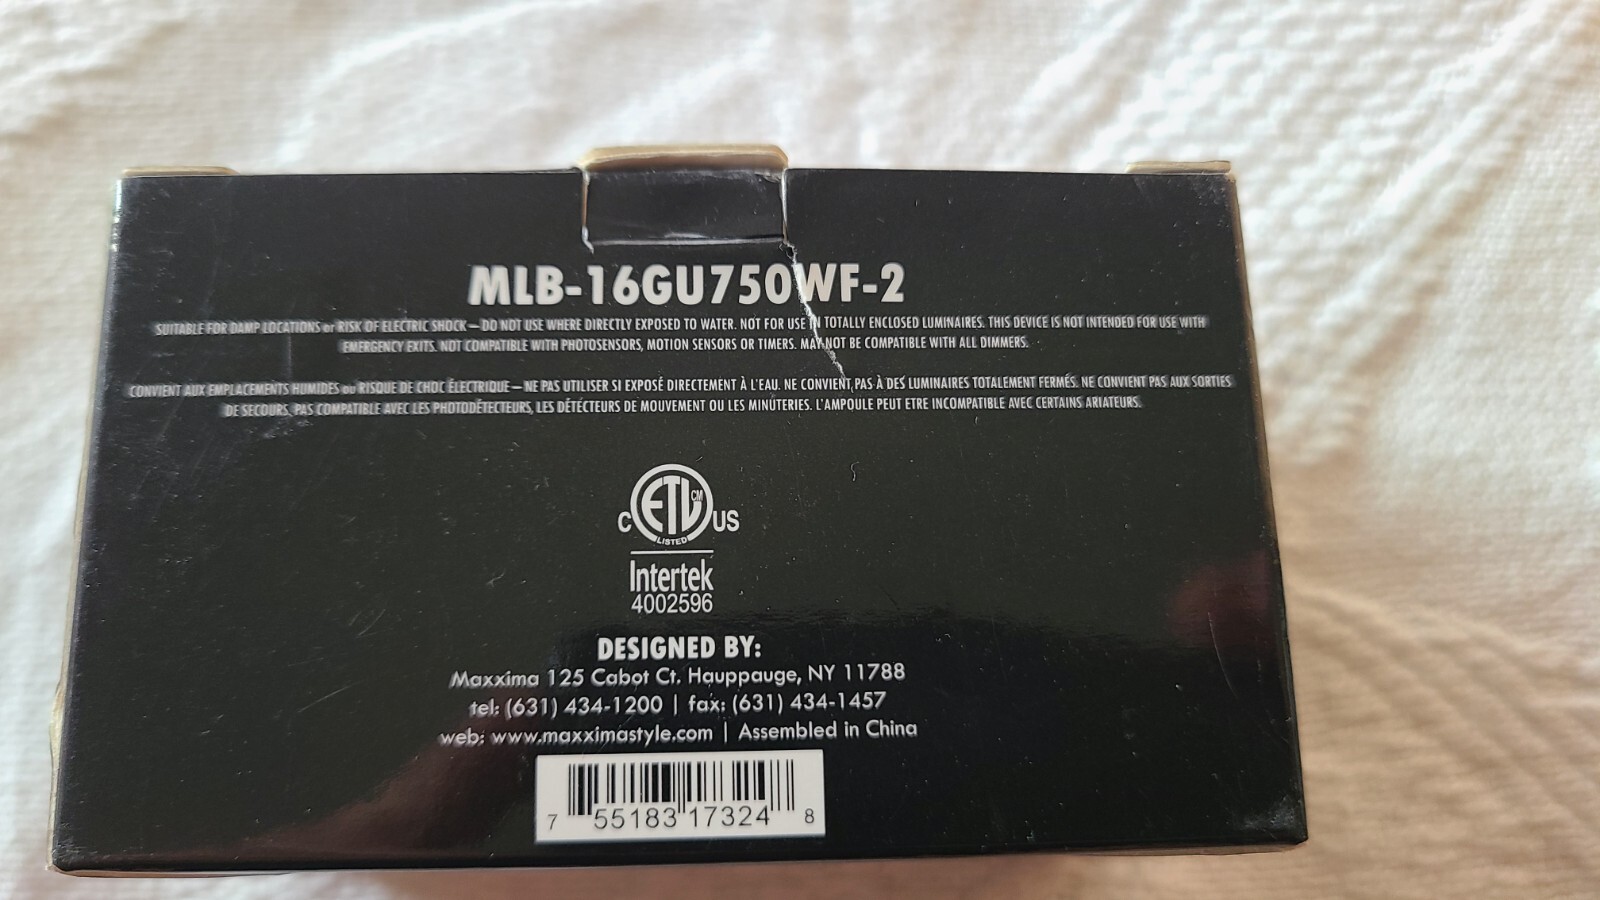 MLB-16GU750WF-2
SUITABLE FOR DAMP LOCATIONS or RISK OF ELECTRIC SHOCK – DO NOT USE WHERE DIRECTLY EXPOSED TO WATER. NOT FOR USE IN TOTALLY ENCLOSED LUMINAIRES. THIS DEVICE IS NOT INTENDED FOR USE WITH
EMERGENCY EXITS. NOT COMPATIBLE WITH PHOTOSENSORS, MOTION SENSORS OR TIMERS. MAY NOT BE COMPATIBLE WITH ALL DIMMERS.
CONVIENT AUX EMPLACEMENTS HUMIDES ou RISQUE DE CHOC ÉLECTRIQUE – NE PAS UTILISER SI EXPOSÉ DIRECTEMENT À L'EAU. NE CONVIENT PAS À DES LUMINAIRES TOTALEMENT FERMÉS. NE CONVIENT PAS AUX SORTIES
DE SECOURS, PAS COMPATIBLE AVEC LES PHOTODÉTECTEURS, LES DÉTECTEURS DE MOUVEMENT OU LES MINUTERIES. L'AMPOULE PEUT ETRE INCOMPATIBLE AVEC CERTAINS ARIATEURS.
C ETL CM US
LISTED
Intertek
4002596
DESIGNED BY:
Maxxima 125 Cabot Ct. Hauppauge, NY 11788
tel: (631) 434-1200 | fax: (631) 434-1457
web: www.maxximastyle.com | Assembled in China
7 55183 17324 8